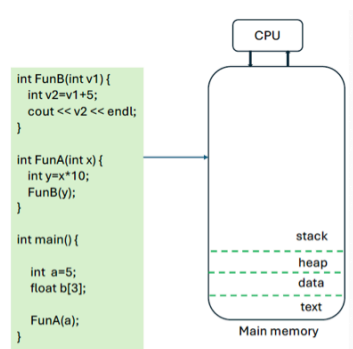 int FunB(int v1) {
int v2=v1+5;
cout << v2 << endl;
}
int FunA(int x) {
int y=x*10;
FunB(y);
}
int main() {
int a=5;
float b[3];
FunA(a);
}
CPU
stack
heap
data
text
Main memory